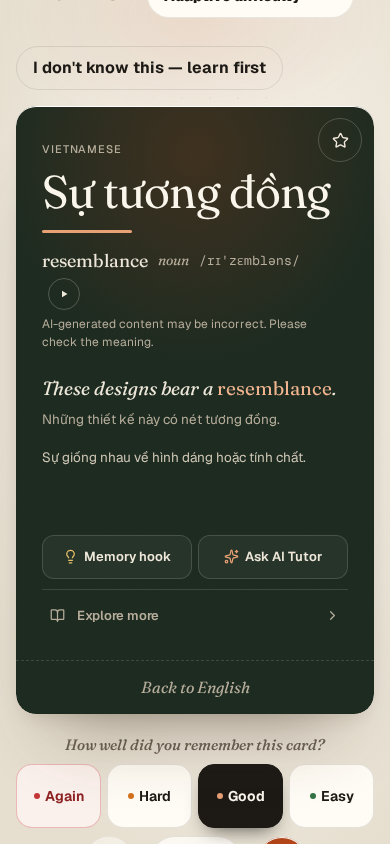 I don't know this — learn first
VIETNAMESE
Sự tương đồng
resemblance noun /rɪˈzɛmbləns/
AI-generated content may be incorrect. Please
check the meaning.
These designs bear a resemblance.
Những thiết kế này có nét tương đồng.
Sự giống nhau về hình dáng hoặc tính chất.
Memory hook
Ask AI Tutor
Explore more
Back to English
How well did you remember this card?
Again
Hard
Good
Easy